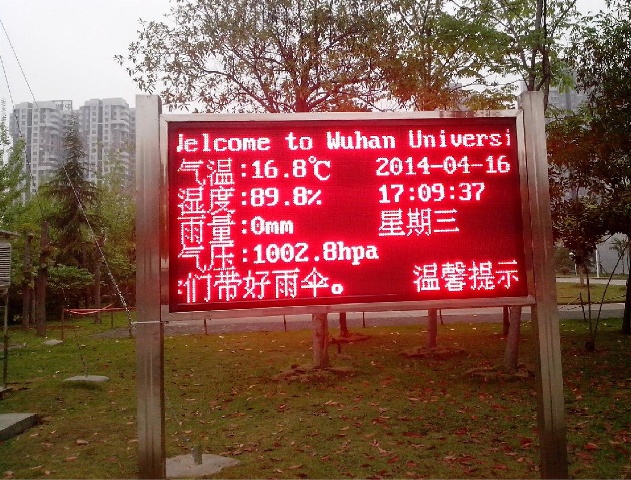 Welcome to Wuhan Universi
气温:16.8℃ 2014-04-16
湿度:89.8% 17:09:37
雨量:0mm 星期三
气压:1002.8hpa
们带好雨伞。 温馨提示